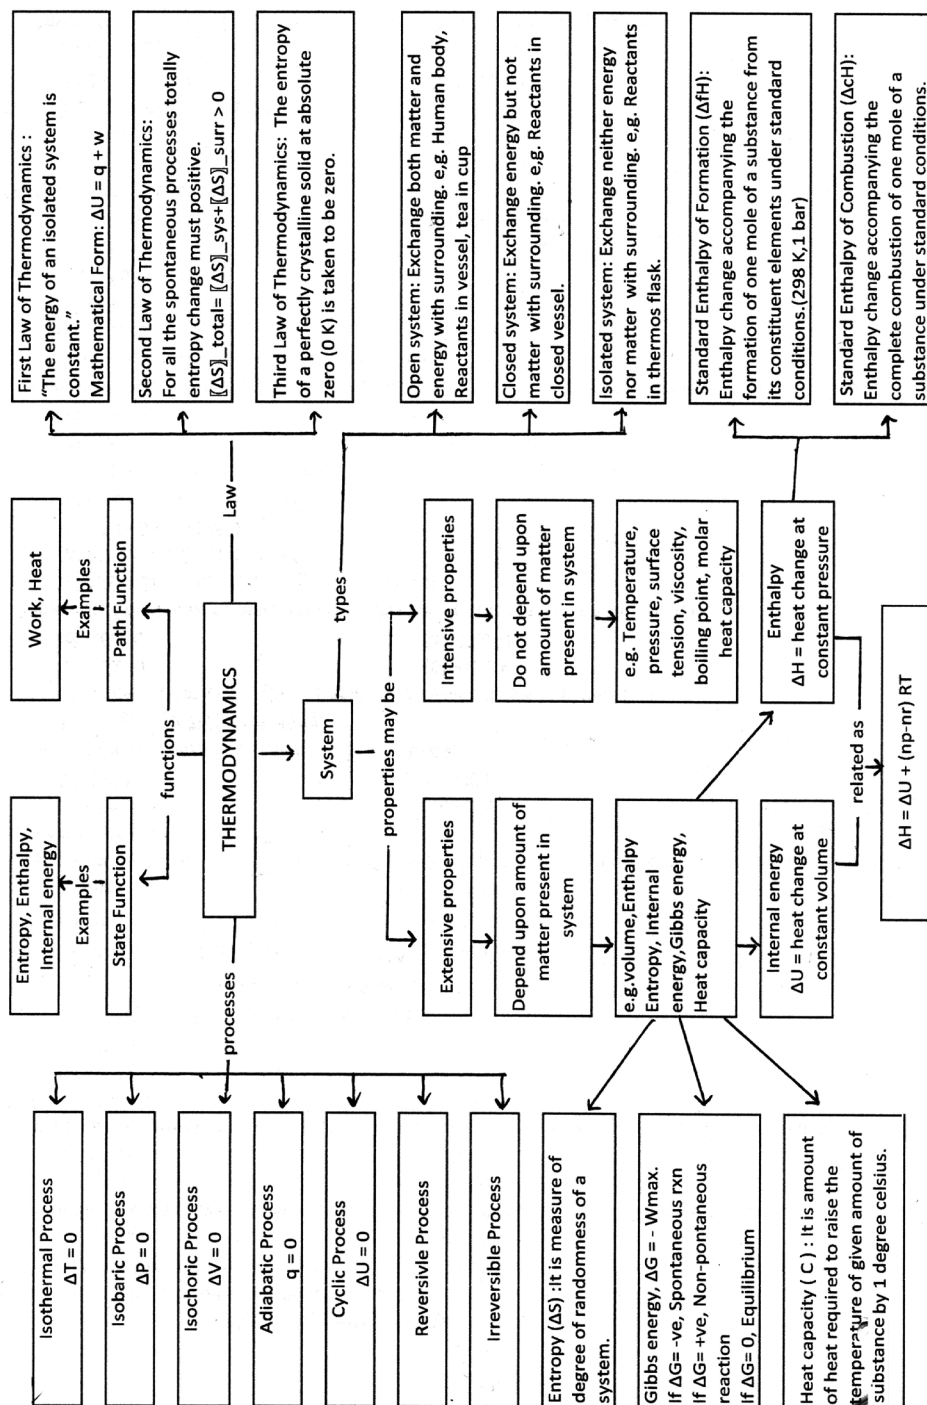 Isothermal Process
ΔT = 0
Isobaric Process
ΔP = 0
Isochoric Process
ΔV = 0
Adiabatic Process
q = 0
Cyclic Process
ΔU = 0
Reversivle Process
Irreversible Process
Entropy (ΔS) :It is measure of
degree of randomness of a
system.
Gibbs energy, ΔG = - Wmax.
If ΔG= -ve, Spontaneous rxn
If ΔG= +ve, Non-pontaneous
reaction
If ΔG= 0, Equilibrium
Heat capacity ( C ) : It is amount
of heat required to raise the
temperature of given amount of
substance by 1 degree celsius.
processes
Entropy, Enthalpy,
Internal energy
Examples
State Function
Work, Heat
Examples
Path Function
functions
THERMODYNAMICS
Law
System
types
properties may be
Extensive properties
Depend upon amount of
matter present in
system
e.g.volume,Enthalpy
Entropy, Internal
energy,Gibbs energy,
Heat capacity
Internal energy
ΔU = heat change at
constant volume
Intensive properties
Do not depend upon
amount of matter
present in system
e.g. Temperature,
pressure, surface
tension, viscosity,
boiling point, molar
heat capacity
Enthalpy
ΔH = heat change at
constant pressure
related as
ΔH = ΔU + (np-nr) RT
First Law of Thermodynamics :
“The energy of an isolated system is
constant.”
Mathematical Form: ΔU = q + w
Second Law of Thermodynamics:
For all the spontaneous processes totally
entropy change must positive.
〖ΔS〗_total= 〖ΔS〗_sys+〖ΔS〗_surr > 0
Third Law of Thermodynamics: The entropy
of a perfectly crystalline solid at absolute
zero (0 K) is taken to be zero.
Open system: Exchange both matter and
energy with surrounding. e,g. Human body,
Reactants in vessel, tea in cup
Closed system: Exchange energy but not
matter with surrounding. e,g. Reactants in
closed vessel.
Isolated system: Exchange neither energy
nor matter with surrounding. e,g. Reactants
in thermos flask.
Standard Enthalpy of Formation (ΔfH):
Enthalpy change accompanying the
formation of one mole of a substance from
its constituent elements under standard
conditions.(298 K,1 bar)
Standard Enthalpy of Combustion (ΔcH):
Enthalpy change accompanying the
complete combustion of one mole of a
substance under standard conditions.